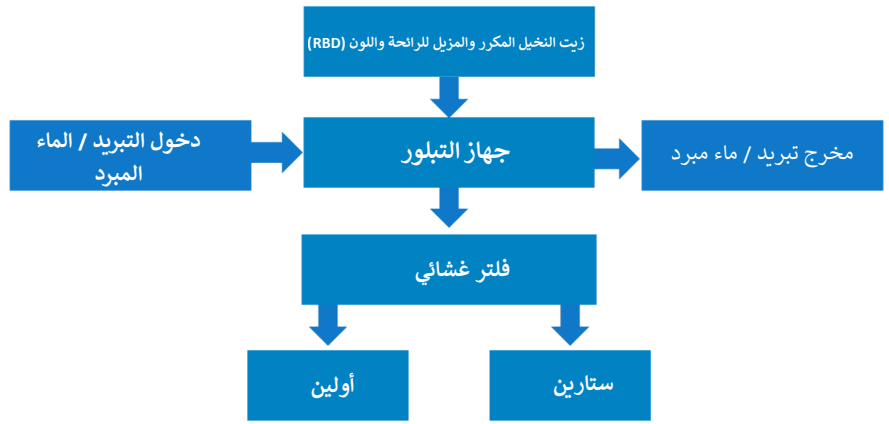 زيت النخيل المكرر والمزيل للرائحة واللون (RBD)
دخول التبريد / الماء
المبرد
جهاز التبلور
مخرج تبريد / ماء مبرد
فلتر غشائي
أولين
ستارين